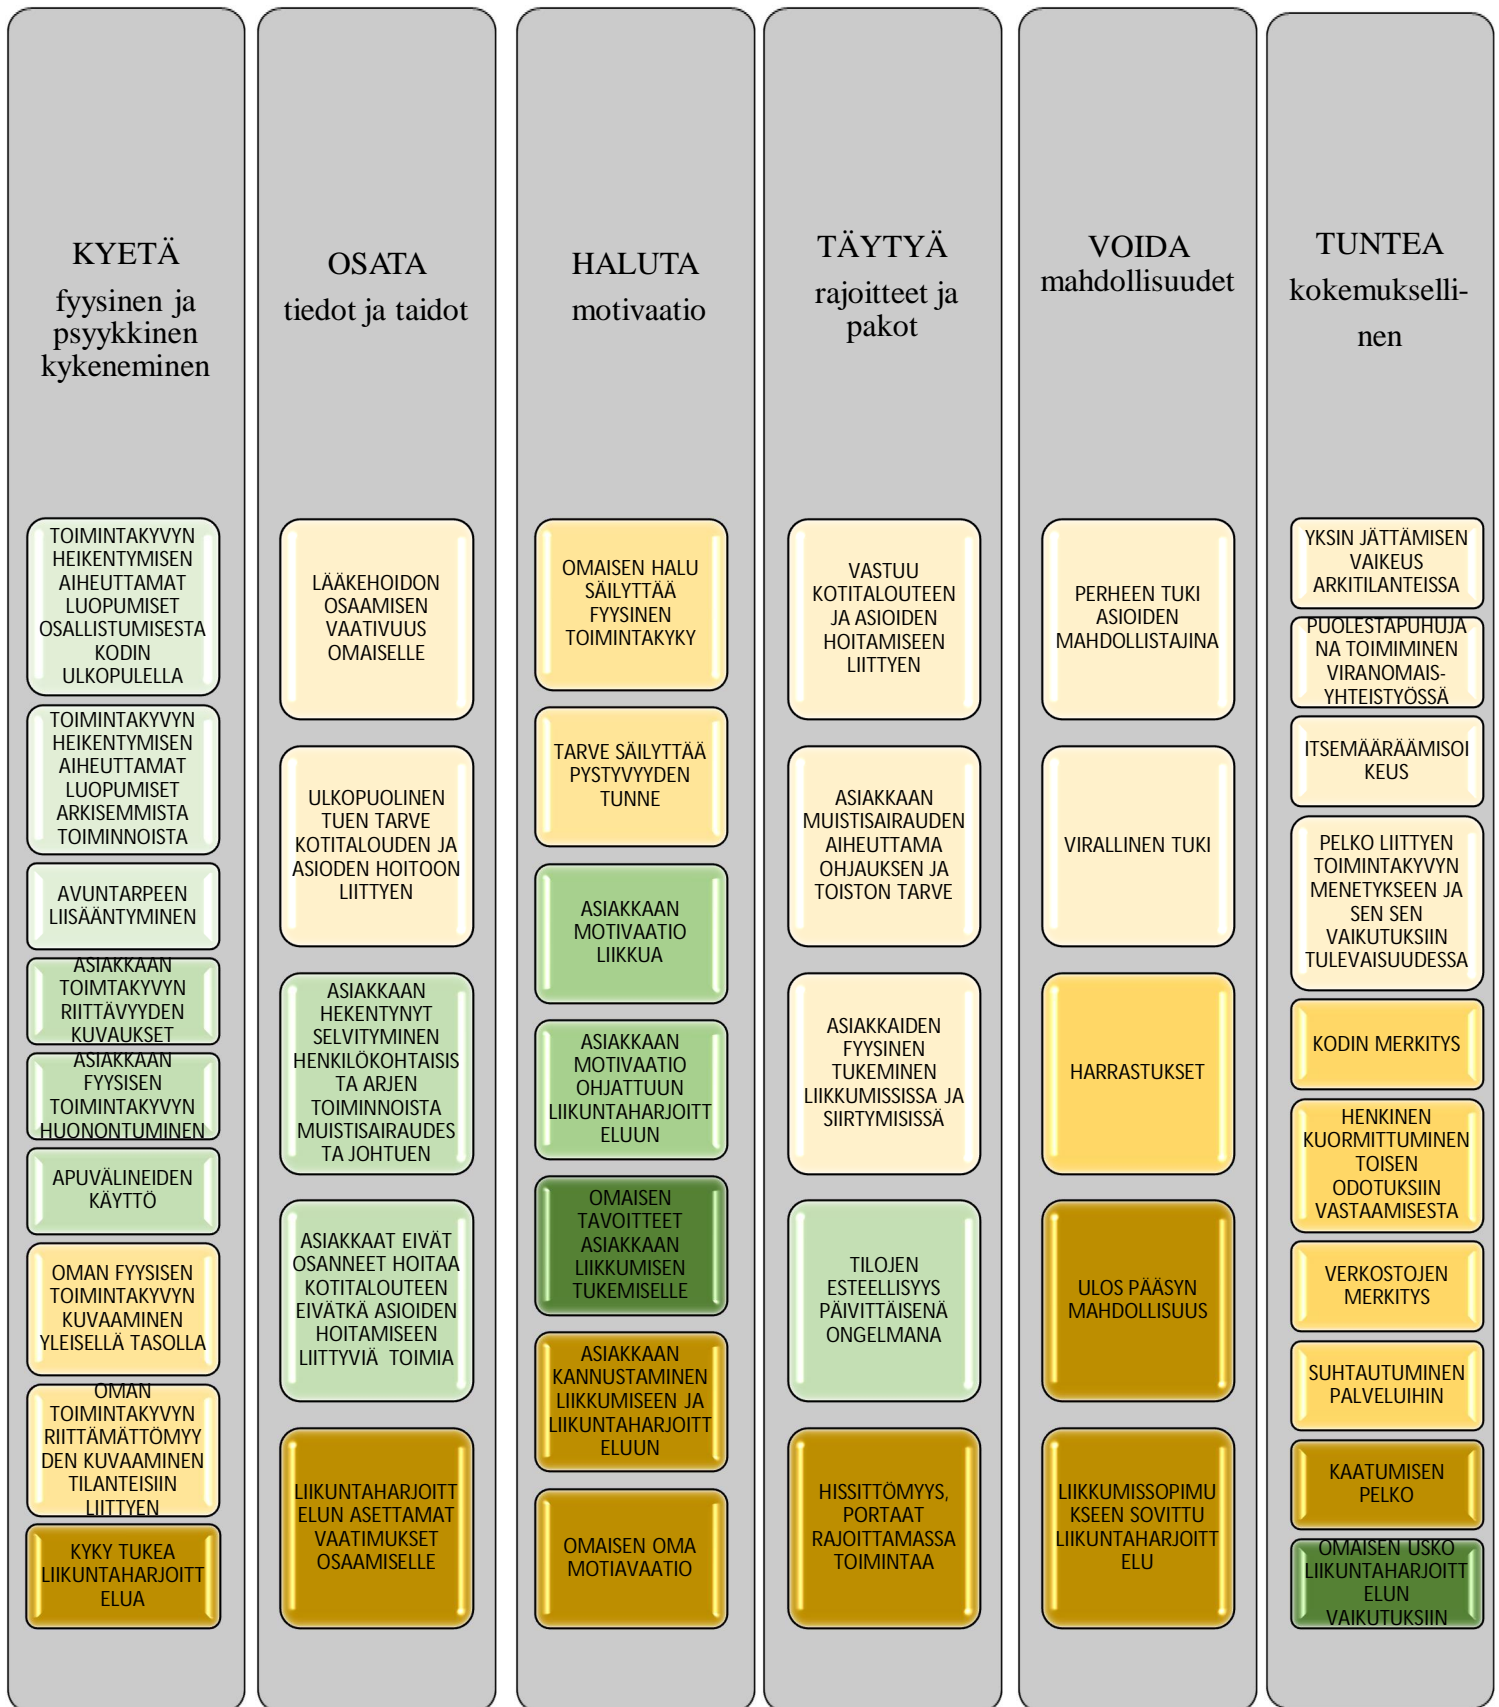 KYETÄ
fyysinen ja
psyykkinen
kykeneminen
TOIMINTAKYVYN
HEIKENTYMISEN
AIHEUTTAMAT
LUOPUMISET
OSALLISTUMISESTA
KODIN
ULKOPULELLA
TOIMINTAKYVYN
HEIKENTYMISEN
AIHEUTTAMAT
LUOPUMISET
ARKISEMMISTA
TOIMINNOISTA
AVUNTARPEEN
LIISÄÄNTYMINEN
ASIAKKAAN
TOIMTAKYVYN
RIITTÄVYYDEN
KUVAUKSET
ASIAKKAAN
FYYSISEN
TOIMINTAKYVYN
HUONONTUMINEN
APUVÄLINEIDEN
KÄYTTÖ
OMAN FYYSISEN
TOIMINTAKYVYN
KUVAAMINEN
YLEISELLÄ TASOLLA
OMAN
TOIMINTAKYVYN
RIITTÄMÄTTÖMYY
DEN KUVAAMINEN
TILANTEISIIN
LIITTYEN
KYKY TUKEA
LIIKUNTAHARJOITT
ELUA
OSATA
tiedot ja taidot
LÄÄKEHOIDON
OSAAMISEN
VAATIVUUS
OMAISELLE
ULKOPUOLINEN
TUEN TARVE
KOTITALOUDEN JA
ASIODEN HOITOON
LIITTYEN
ASIAKKAAN
HEKENTYNYT
SELVITYMINEN
HENKILÖKOHTAISIS
TA ARJEN
TOIMINNOISTA
MUISTISAIRAUDES
TA JOHTUEN
ASIAKKAAT EIVÄT
OSANNEET HOITAA
KOTITALOUTEEN
EIVÄTKÄ ASIOIDEN
HOITAMISEEN
LIITTYVIÄ TOIMIA
LIIKUNTAHARJOITT
ELUN ASETTAMAT
VAATIMUKSET
OSAAMISELLE
HALUTA
motivaatio
OMAISEN HALU
SÄILYTTÄÄ
FYYSINEN
TOIMINTAKYKY
TARVE SÄILYTTÄÄ
PYSTYVYYDEN
TUNNE
ASIAKKAAN
MOTIVAATIO
LIIKKUA
ASIAKKAAN
MOTIVAATIO
OHJATTUUN
LIIKUNTAHARJOITT
ELUUN
OMAISEN
TAVOITTEET
ASIAKKAAN
LIIKKUMISEN
TUKEMISELLE
ASIAKKAAN
KANNUSTAMINEN
LIIKKUMISEEN JA
LIIKUNTAHARJOITT
ELUUN
OMAISEN OMA
MOTIAVAATIO
TÄYTYÄ
rajoitteet ja
pakot
VASTUU
KOTITALOUTEEN
JA ASIOIDEN
HOITAMISEEN
LIITTYEN
ASIAKKAAN
MUISTISAIRAUDEN
AIHEUTTAMA
OHJAUKSEN JA
TOISTON TARVE
ASIAKKAIDEN
FYYSINEN
TUKEMINEN
LIIKKUMISSISSA JA
SIIRTYMISISSÄ
TILOJEN
ESTEELLISYYS
PÄIVITTÄISENÄ
ONGELMANA
HISSITTÖMYYS,
PORTAAT
RAJOITTAMASSA
TOIMINTAA
VOIDA
mahdollisuudet
PERHEEN TUKI
ASIOIDEN
MAHDOLLISTAJINA
VIRALLINEN TUKI
HARRASTUKSET
ULOS PÄÄSYN
MAHDOLLISUUS
LIIKKUMISSOPIMU
KSEEN SOVITTU
LIIKUNTAHARJOITT
ELU
TUNTEA
kokemukselli-
nen
YKSIN JÄTTÄMISEN
VAIKEUS
ARKITILANTEISSA
PUOLESTAPUHUJA
NA TOIMIMINEN
VIRANOMAIS-
YHTEISTYÖSSÄ
ITSEMÄÄRÄÄMISOI
KEUS
PELKO LIITTYEN
TOIMINTAKYVYN
MENETYKSEEN JA
SEN SEN
VAIKUTUKSIIN
TULEVAISUUDESSA
KODIN MERKITYS
HENKINEN
KUORMITTUMINEN
TOISEN
ODOTUKSIIN
VASTAAMISESTA
VERKOSTOJEN
MERKITYS
SUHTAUTUMINEN
PALVELUIHIN
KAATUMISEN
PELKO
OMAISEN USKO
LIIKUNTAHARJOITT
ELUN
VAIKUTUKSIIN